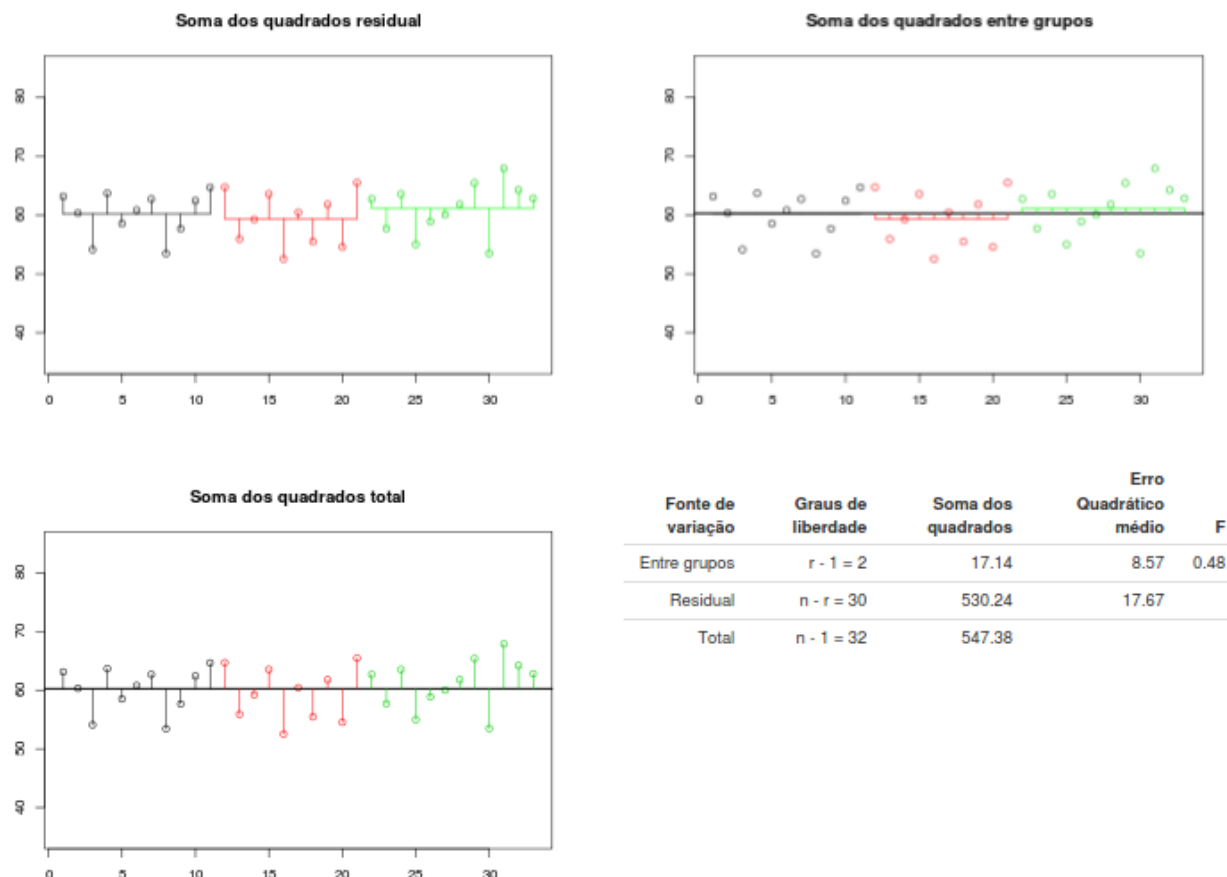 Soma dos quadrados residual
80
70
60
50
40
0 5 10 15 20 25 30
Soma dos quadrados entre grupos
80
70
60
50
40
0 5 10 15 20 25 30
Soma dos quadrados total
80
70
60
50
40
0 5 10 15 20 25 30
Erro
Fonte de Graus de Soma dos Quadrático
variação liberdade quadrados médio F
Entre grupos r - 1 = 2 17.14 8.57 0.48
Residual n - r = 30 530.24 17.67
Total n - 1 = 32 547.38